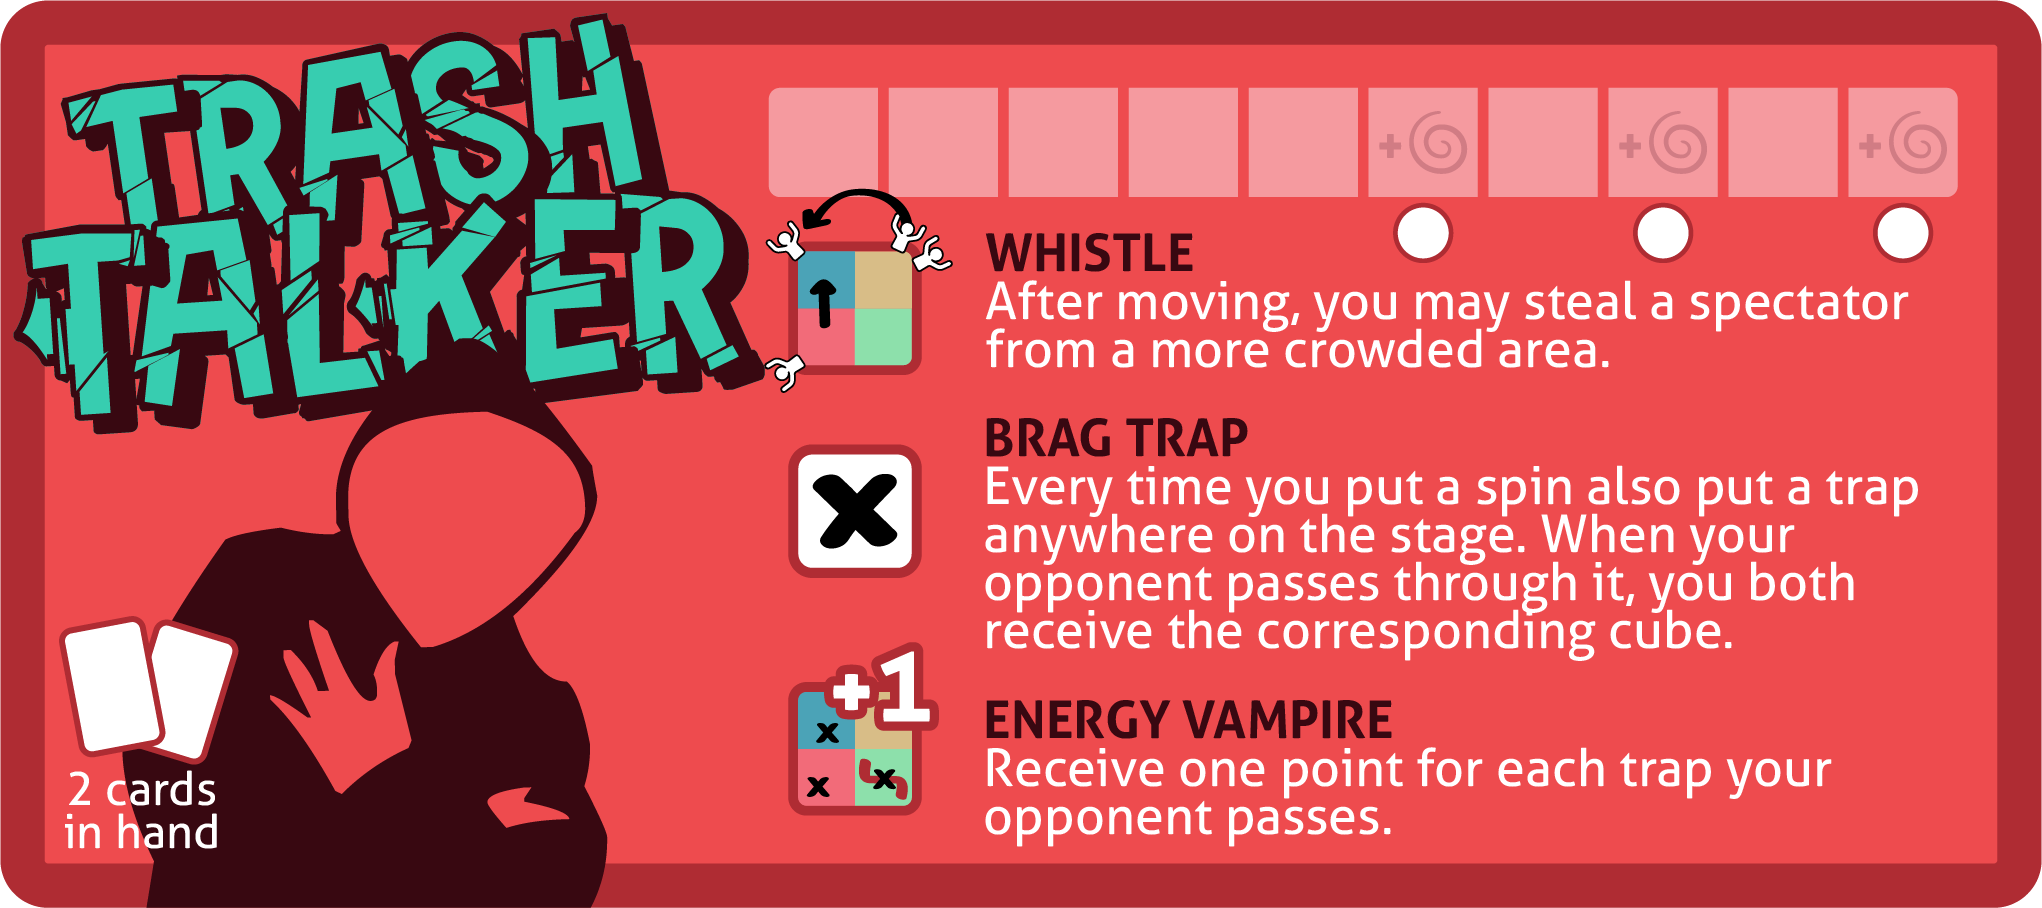 TRASH
TALKER
+ + +
WHISTLE
After moving, you may steal a spectator
from a more crowded area.
BRAG TRAP
Every time you put a spin also put a trap
anywhere on the stage. When your
opponent passes through it, you both
receive the corresponding cube.
+1
ENERGY VAMPIRE
Receive one point for each trap your
opponent passes.
2 cards
in hand